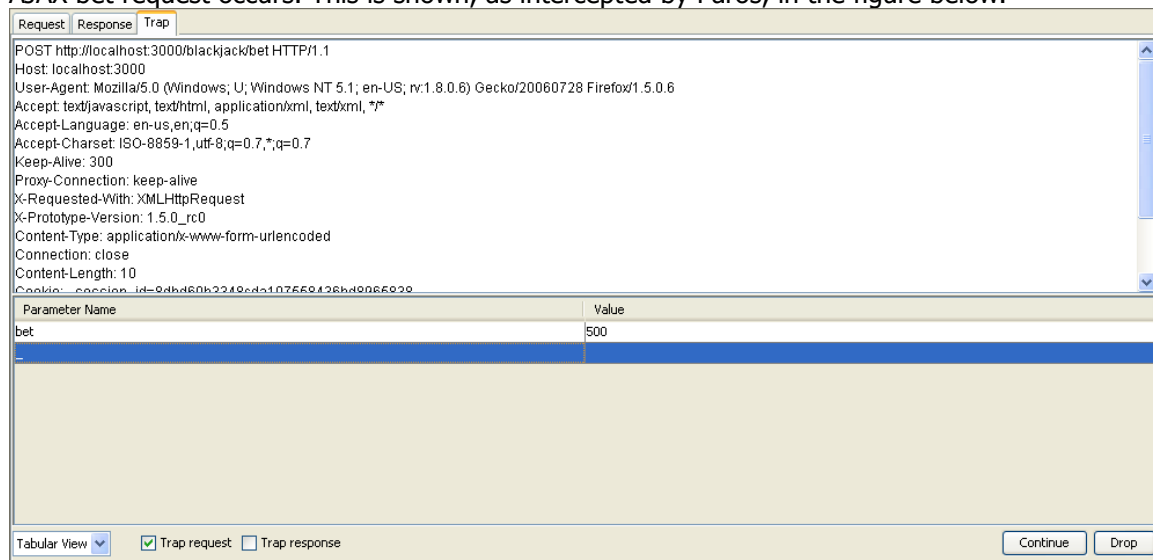 AJAX bet request occurs. This is shown, as intercepted by Paros, in the figure below.
Request Response Trap
POST http://localhost:3000/blackjack/bet HTTP/1.1
Host: localhost:3000
User-Agent: Mozilla/5.0 (Windows; U; Windows NT 5.1; en-US; rv:1.8.0.6) Gecko/20060728 Firefox/1.5.0.6
Accept: text/javascript, text/html, application/xml, text/xml, */*
Accept-Language: en-us,en;q=0.5
Accept-Charset: ISO-8859-1,utf-8;q=0.7,*;q=0.7
Keep-Alive: 300
Proxy-Connection: keep-alive
X-Requested-With: XMLHttpRequest
X-Prototype-Version: 1.5.0_rc0
Content-Type: application/x-www-form-urlencoded
Connection: close
Content-Length: 10
Cookie: _session_id=8dbd60b3348cda107558436bd8965838
Parameter Name Value
bet 500
_
Tabular View Trap request Trap response Continue Drop